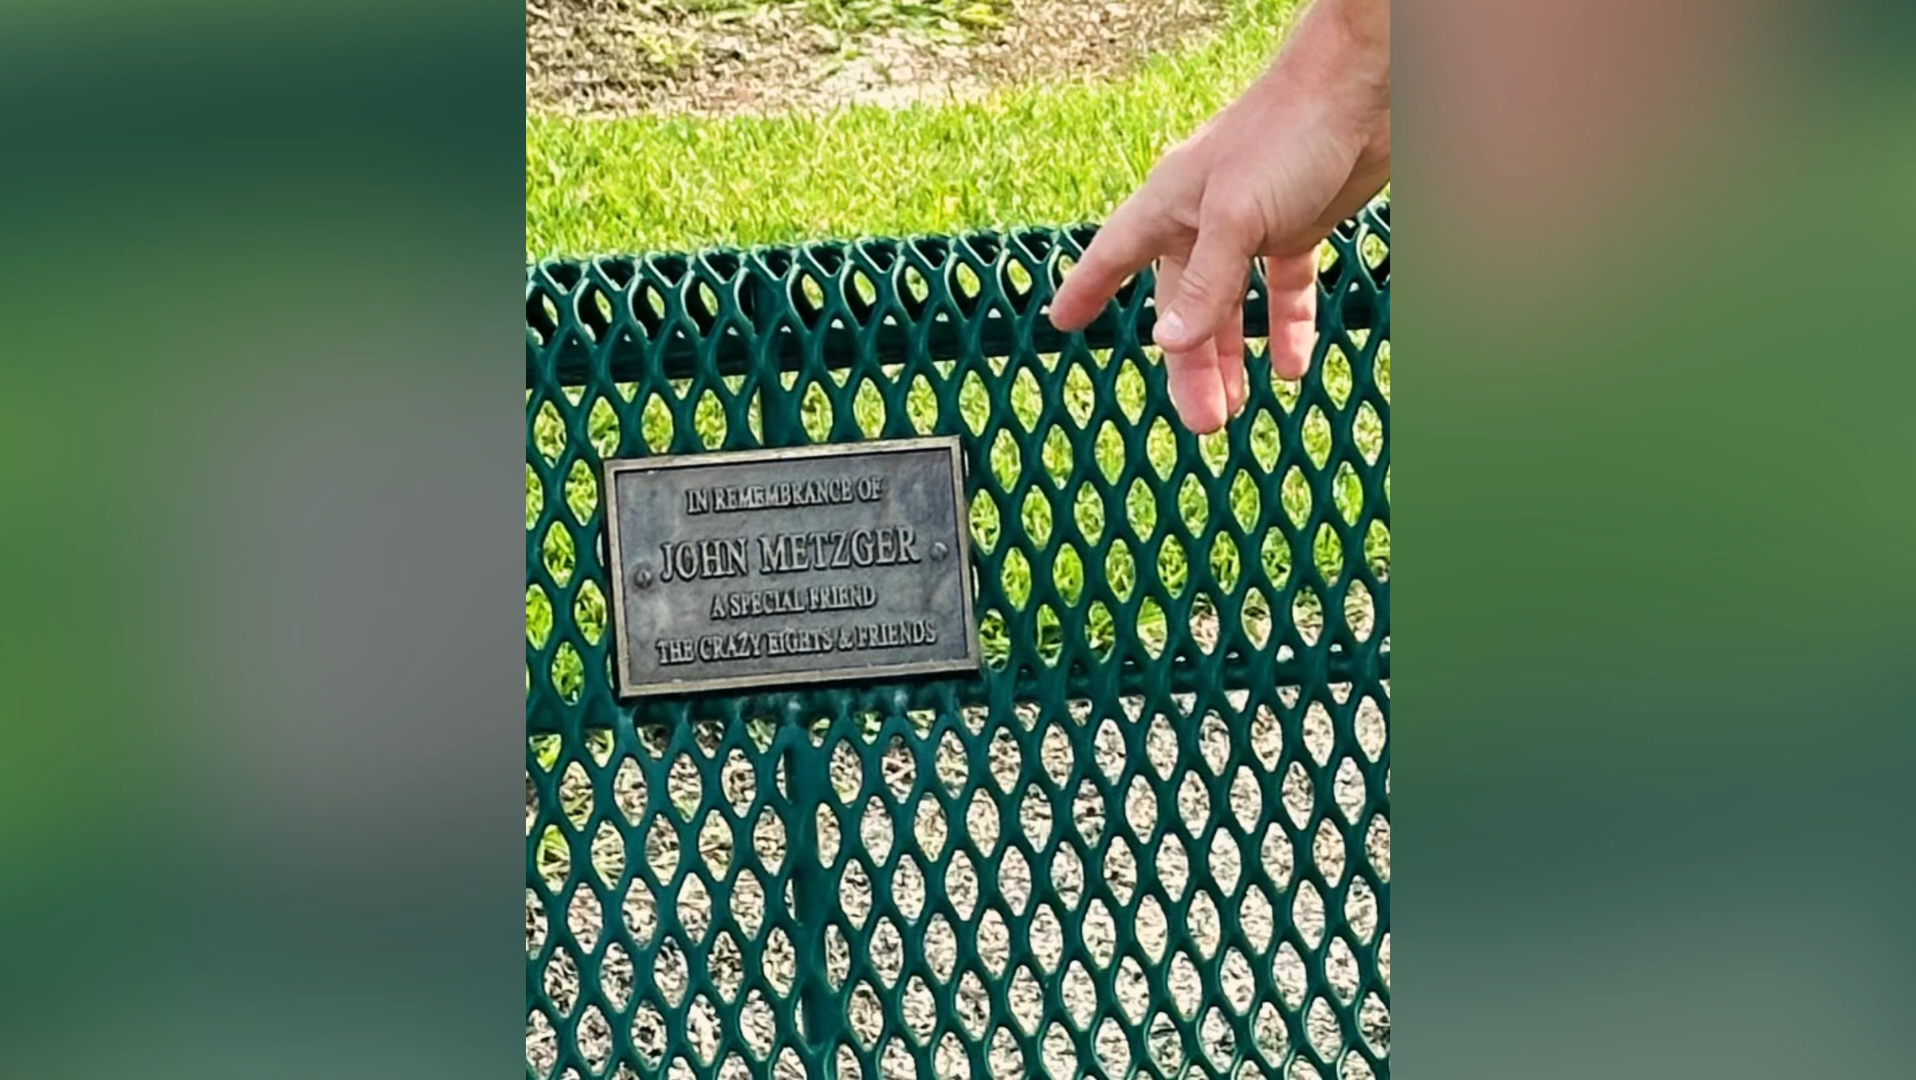 IN REMEMBRANCE OF
JOHN METZGER
A SPECIAL FRIEND
THE CRAZY EIGHTS & FRIENDS